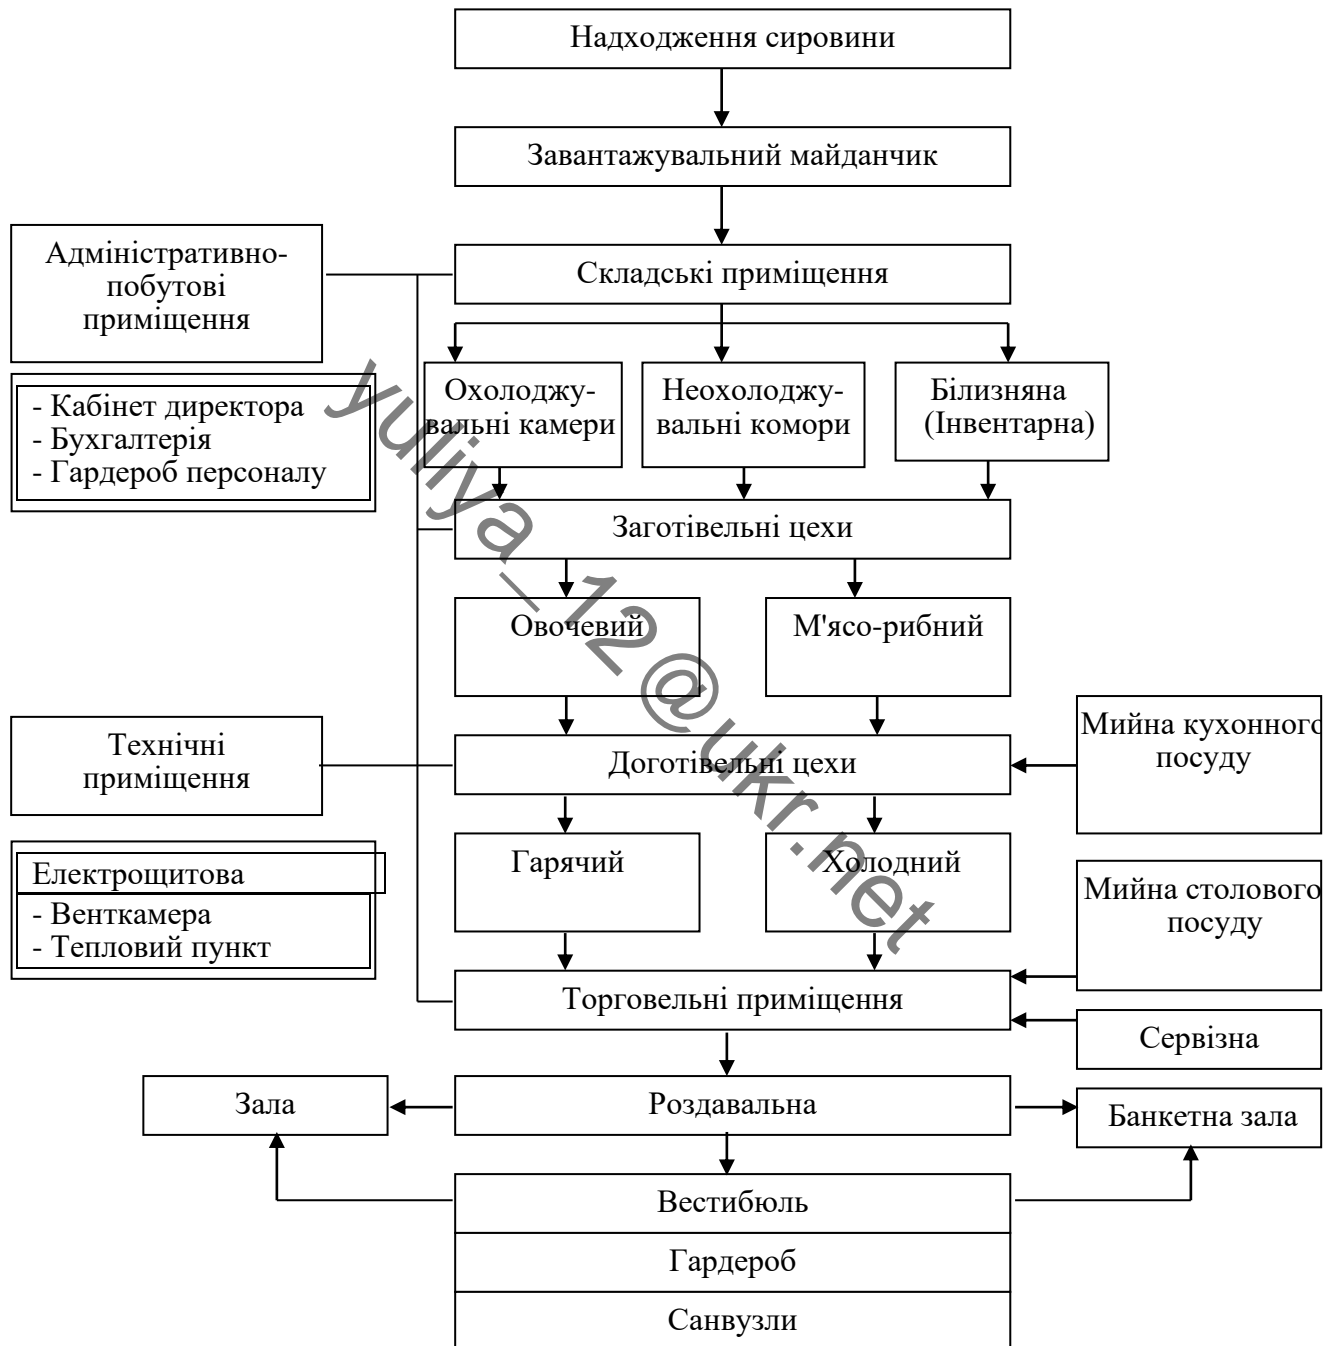 Надходження сировини
Завантажувальний майданчик
Адміністративно-
побутові
приміщення
Складські приміщення
- Кабінет директора
- Бухгалтерія
- Гардероб персоналу
Охолоджу-
вальні камери
Неохолоджу-
вальні комори
Білизняна
(Інвентарна)
Заготівельні цехи
Овочевий
М'ясо-рибний
Технічні
приміщення
Доготівельні цехи
Мийна кухонного
посуду
Електрощитова
- Венткамера
- Тепловий пункт
Гарячий
Холодний
Мийна столового
посуду
Торговельні приміщення
Сервізна
Зала
Роздавальна
Банкетна зала
Вестибюль
Гардероб
Санвузли
yuliya_12@ukr.net